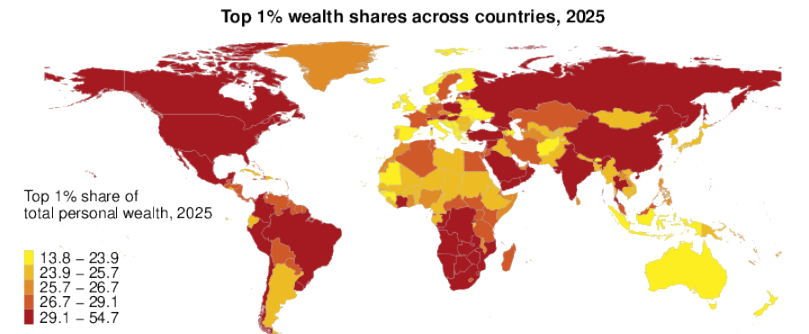 Top 1% wealth shares across countries, 2025
Top 1% share of
total personal wealth, 2025
13.8 – 23.9
23.9 – 25.7
25.7 – 26.7
26.7 – 29.1
29.1 – 54.7